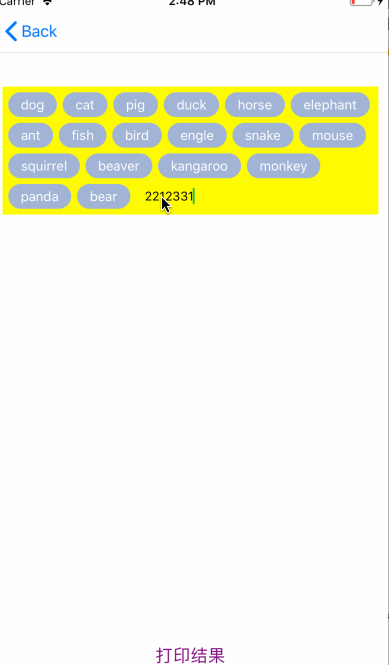 Carrier 2:48 PM
Back
dog cat pig duck horse elephant
ant fish bird engle snake mouse
squirrel beaver kangaroo monkey
panda bear 2212331
打印结果